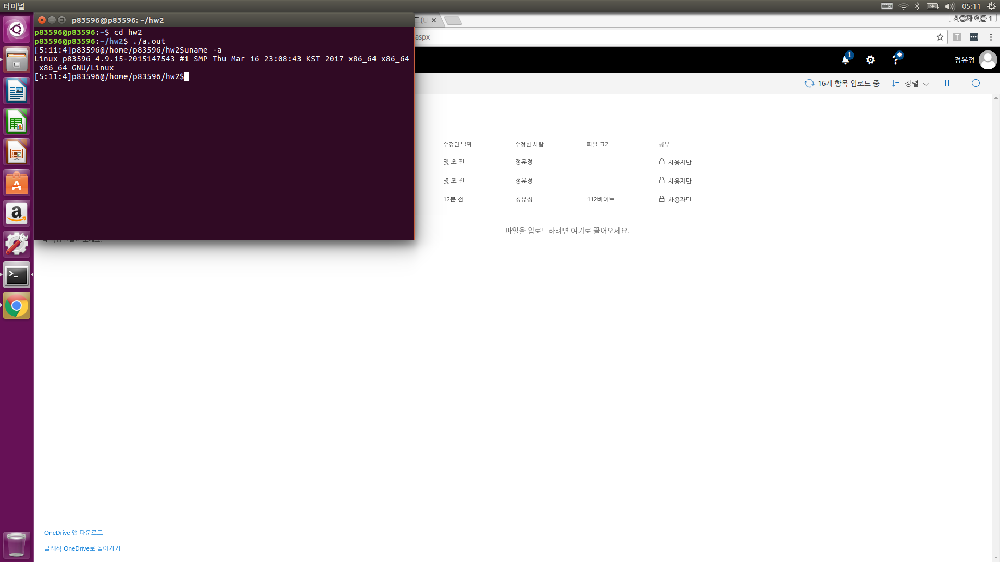 터미널
05:11
p83596@p83596: ~/hw2
사용자 이름 1
p83596@p83596:~$ cd hw2
p83596@p83596:~/hw2$ ./a.out
[5:11:4]p83596@/home/p83596/hw2$uname -a
Linux p83596 4.9.15-2015147543 #1 SMP Thu Mar 16 23:08:43 KST 2017 x86_64 x86_64
x86_64 GNU/Linux
[5:11:4]p83596@/home/p83596/hw2$
aspx
1
정유정
16개 항목 업로드 중
정렬
수정된 날짜 수정한 사람 파일 크기 공유
몇 초 전 정유정 사용자만
몇 초 전 정유정 사용자만
12분 전 정유정 112바이트 사용자만
파일을 업로드하려면 여기로 끌어오세요.
OneDrive 앱 다운로드
클래식 OneDrive로 돌아가기